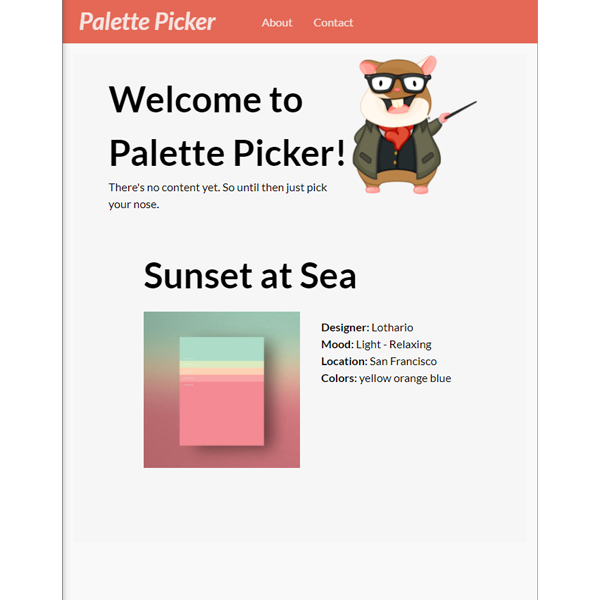 Palette Picker
About
Contact
Welcome to
Palette Picker!
There's no content yet. So until then just pick
your nose.
Sunset at Sea
Designer: Lothario
Mood: Light - Relaxing
Location: San Francisco
Colors: yellow orange blue